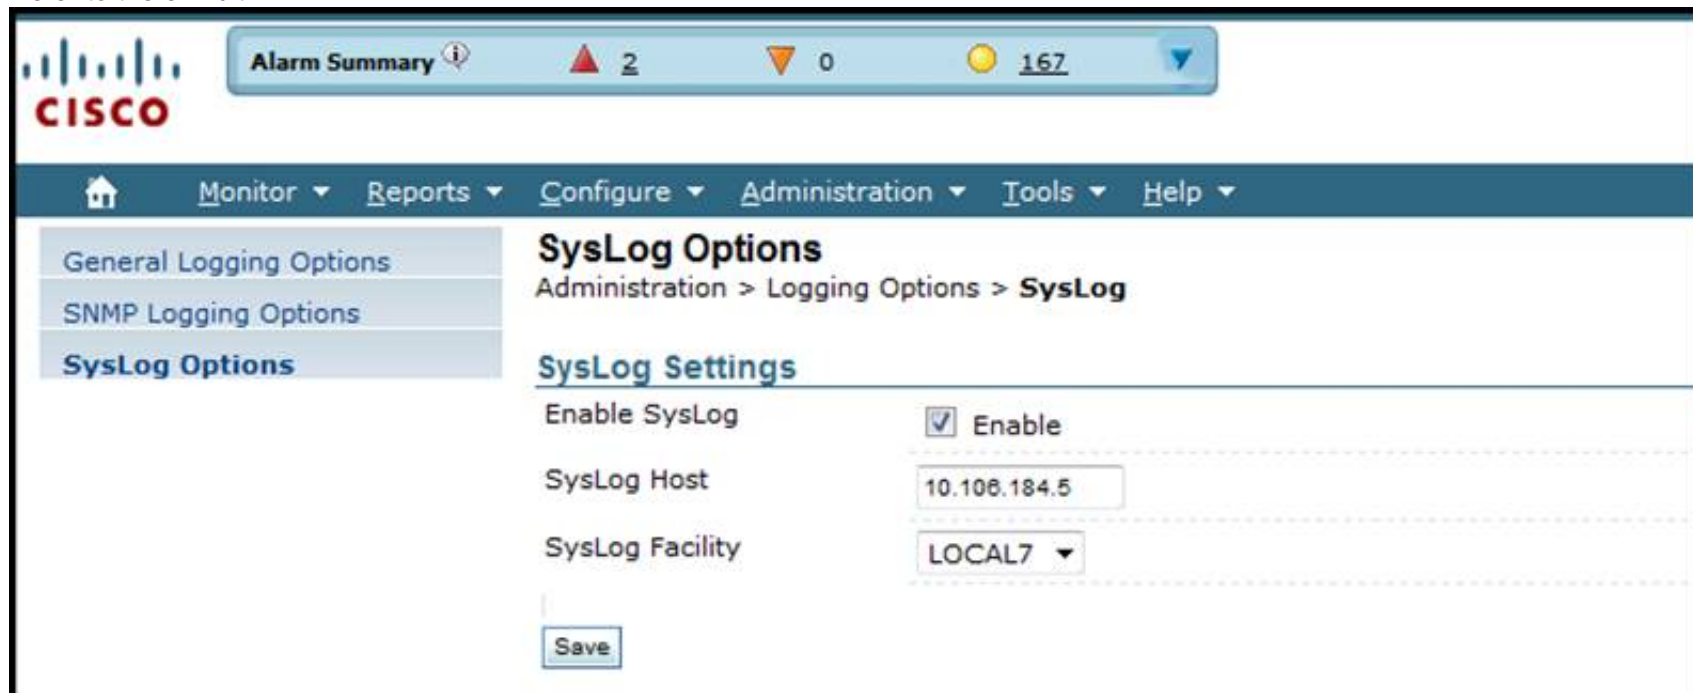 Alarm Summary 2 0 167
CISCO
Monitor Reports Configure Administration Tools Help
General Logging Options
SNMP Logging Options
SysLog Options
SysLog Options
Administration > Logging Options > SysLog
SysLog Settings
Enable SysLog Enable
SysLog Host 10.106.184.5
SysLog Facility LOCAL7
Save